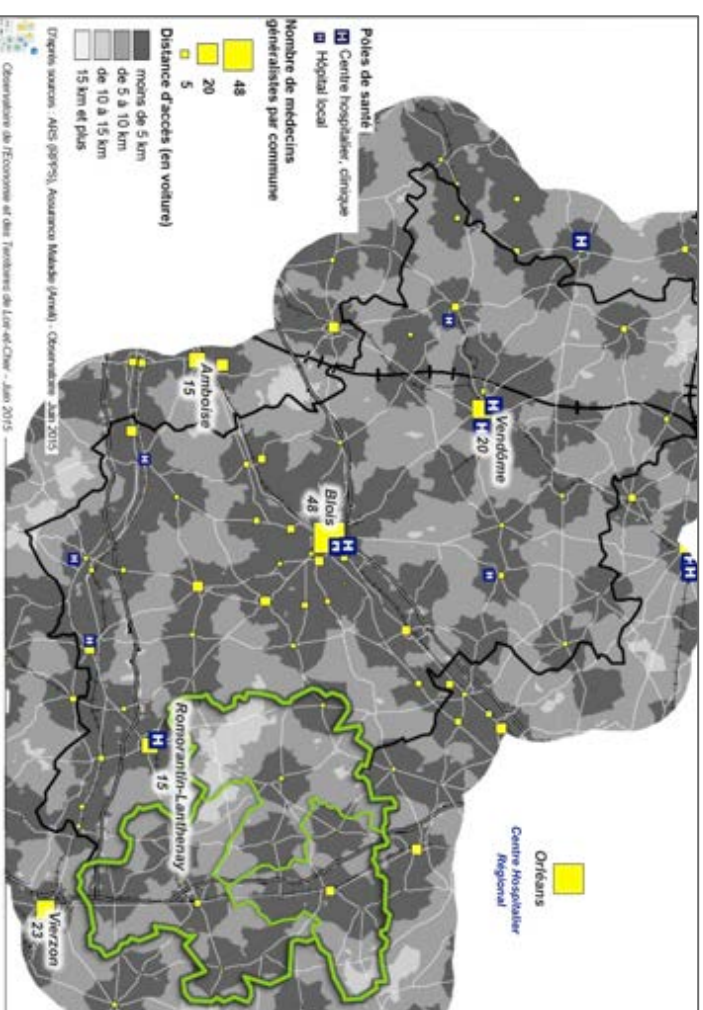 Pôles de santé
H Centre hospitalier, clinique
H Hôpital local
Nombre de médecins
généralistes par commune
48
20
5
Distance d'accès (en voiture)
moins de 5 km
de 5 à 10 km
de 10 à 15 km
15 km et plus
D'après sources : ARS (RPPS), Assurance Maladie (Ameli) - Observatoire Juin 2015
Observatoire de l'Economie et des Territoires de Loir-et-Cher - Juin 2015
Orléans
Centre Hospitalier
Régional
Vendôme
20
Blois
48
Amboise
15
Romorantin-Lanthenay
15
Vierzon
23
H
H
H
H
H
H
H
H
H
H
H